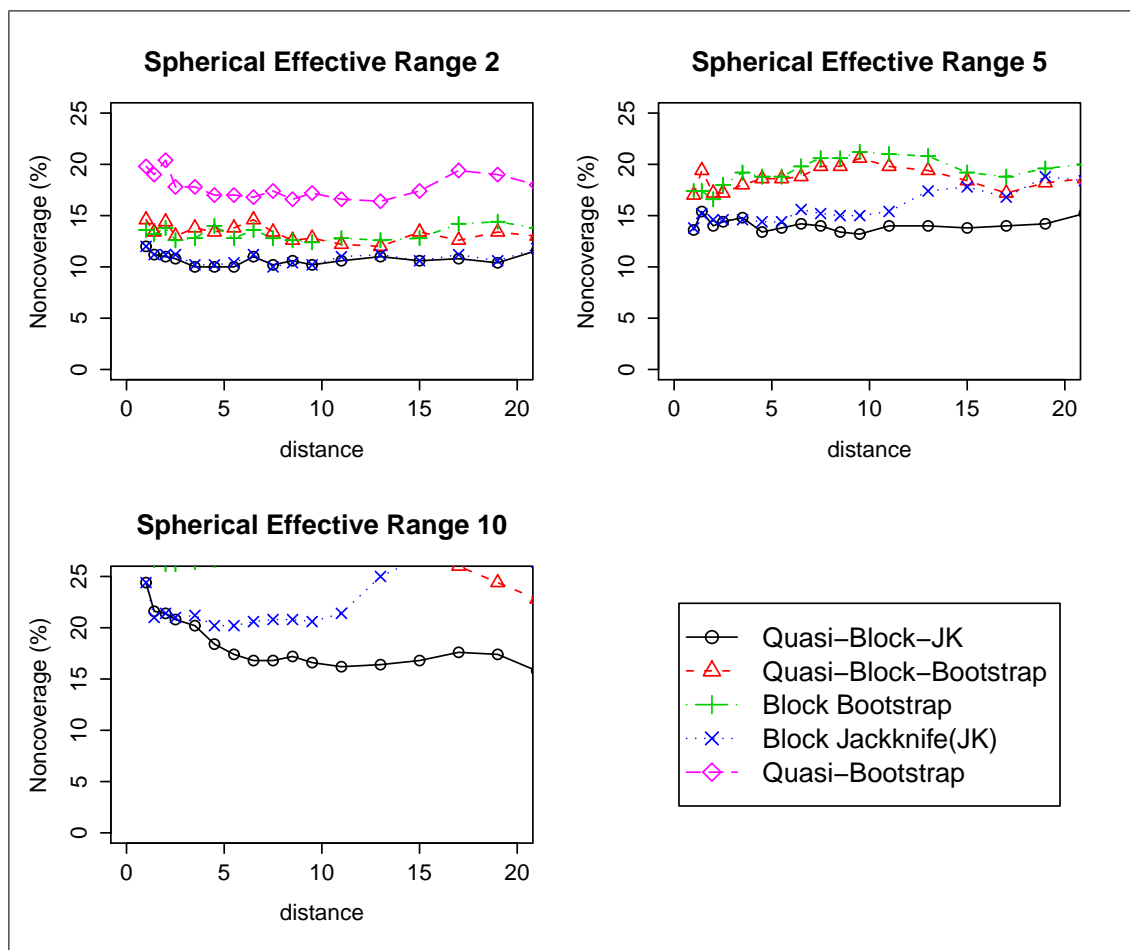 Spherical Effective Range 2
Noncoverage (%)
0 5 10 15 20 25
0 5 10 15 20
distance
Spherical Effective Range 5
Noncoverage (%)
0 5 10 15 20 25
0 5 10 15 20
distance
Spherical Effective Range 10
Noncoverage (%)
0 5 10 15 20 25
0 5 10 15 20
distance
Quasi−Block−JK
Quasi−Block−Bootstrap
Block Bootstrap
Block Jackknife(JK)
Quasi−Bootstrap